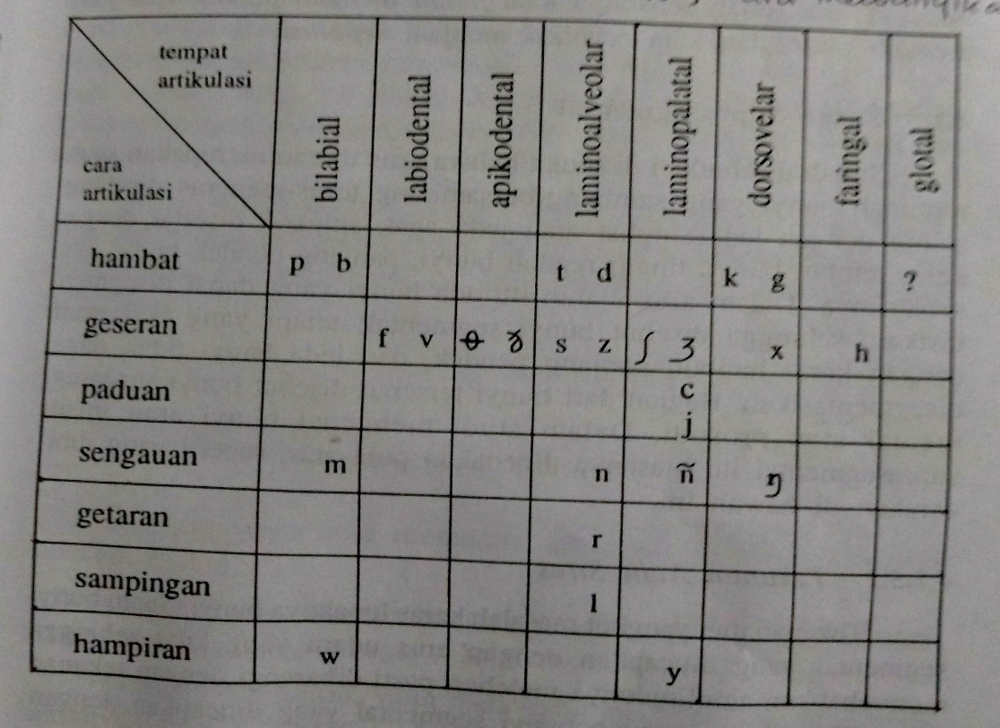 tempat
artikulasi
cara
artikulasi
bilabial
labiodental
apikodental
laminoalveolar
laminopalatal
dorsovelar
faringal
glotal
hambat p b t d k g ?
geseran f v θ ʚ s z ʃ ʒ x h
paduan c
j
sengauan m n ñ ŋ
getaran r
sampingan l
hampiran w y